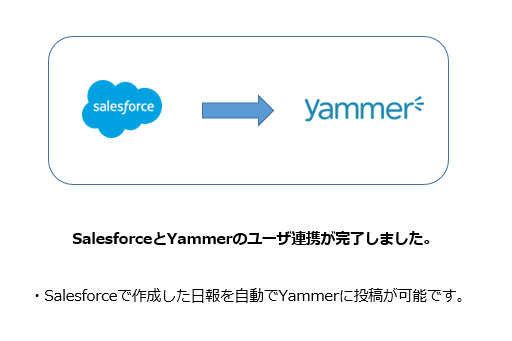 salesforce
yammer
SalesforceとYammerのユーザ連携が完了しました。
・Salesforceで作成した日報を自動でYammerに投稿が可能です。